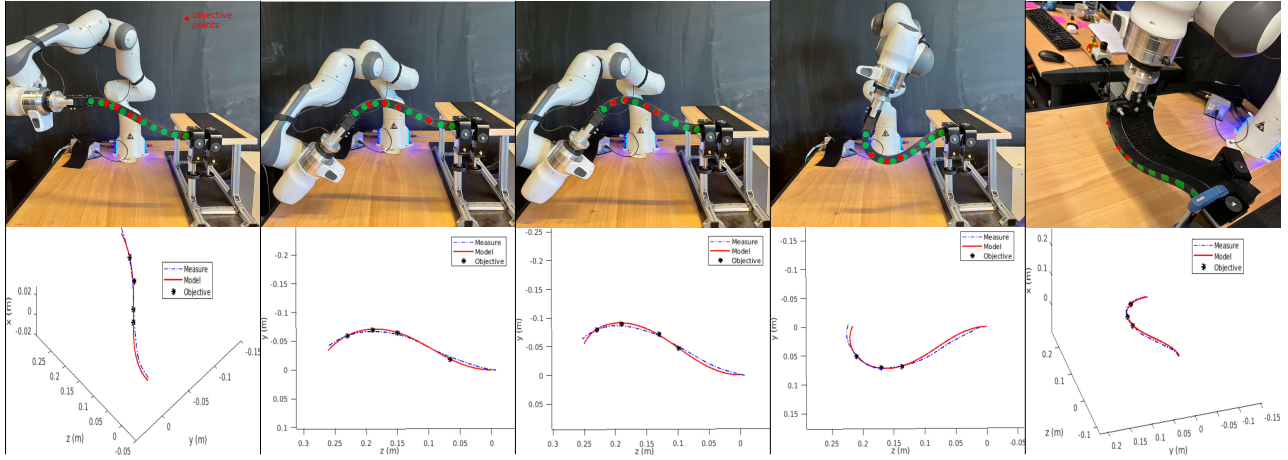 objective
points
Measure
Model
Objective
x (m)
0.02
0.01
0
-0.01
-0.02
0.25
0.2
0.15
0.1
0.05
0
-0.05
z (m)
-0.15
-0.1
-0.05
0
y (m)
Measure
Model
Objective
y (m)
-0.2
-0.15
-0.1
-0.05
0
0.05
0.1
0.3
0.25
0.2
0.15
0.1
0.05
0
z (m)
Measure
Model
Objective
y (m)
-0.25
-0.2
-0.15
-0.1
-0.05
0
0.05
0.3
0.25
0.2
0.15
0.1
0.05
0
z (m)
Measure
Model
Objective
y (m)
-0.15
-0.1
-0.05
0
0.05
0.1
0.15
0.25
0.2
0.15
0.1
0.05
0
-0.05
z (m)
Measure
Model
Objective
x (m)
0.2
0.1
0
0.2
0.1
0
-0.1
z (m)
0.2
0.15
0.1
0.05
0
-0.05
-0.1
-0.15
y (m)